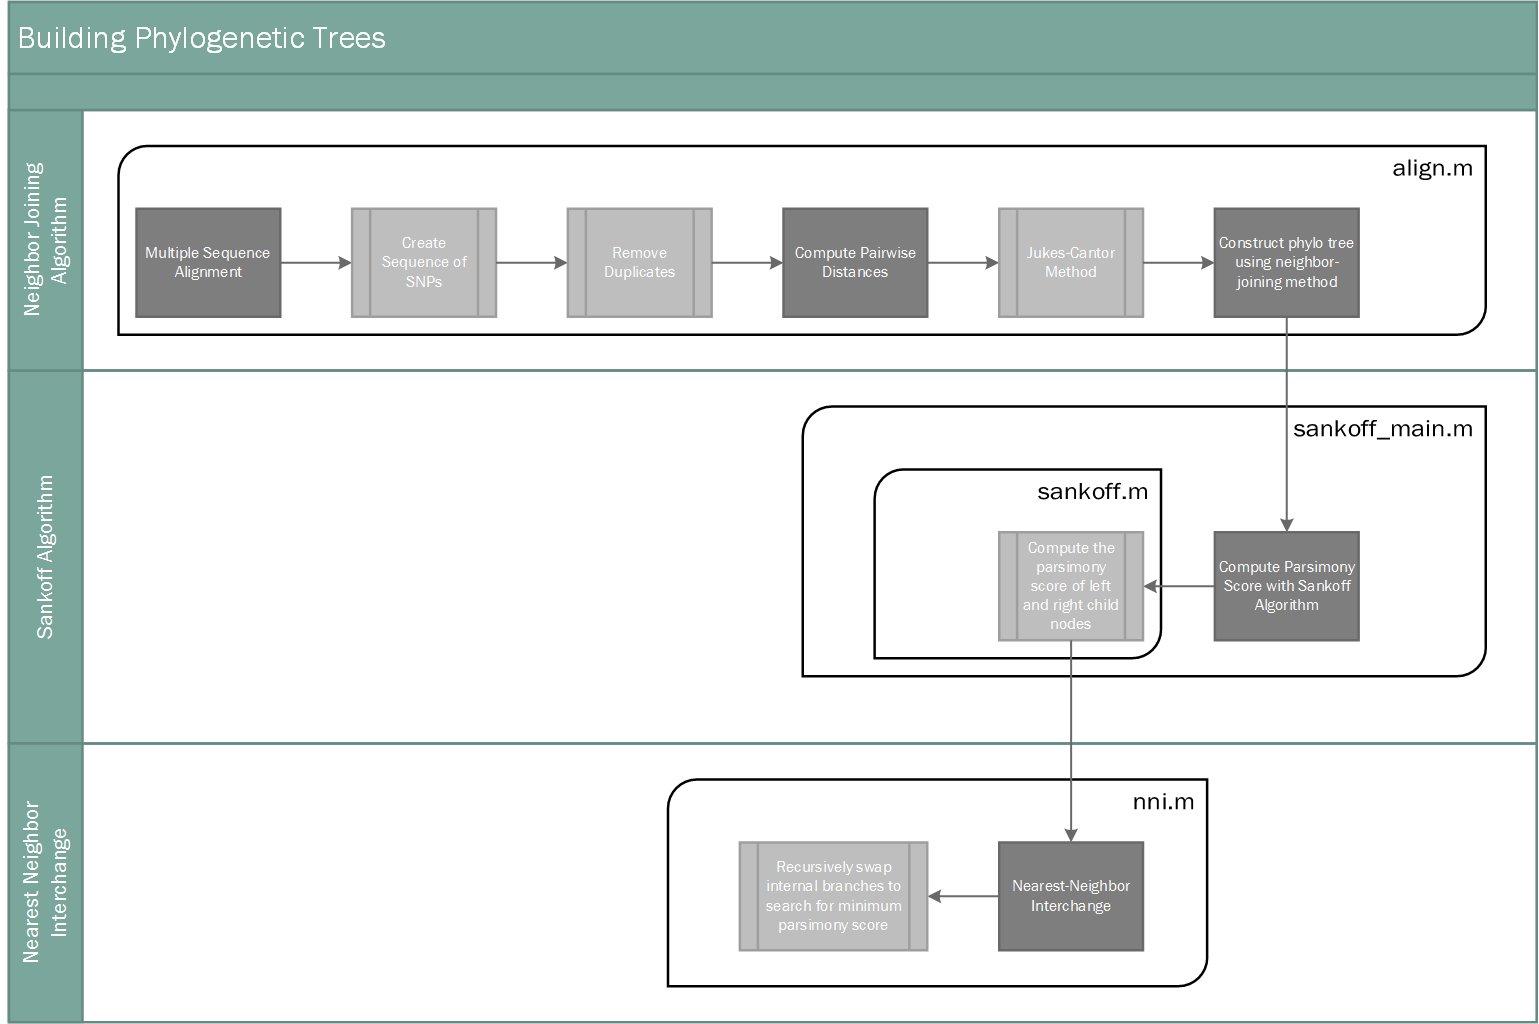 Building Phylogenetic Trees
Neighbor Joining
Algorithm
align.m
Multiple Sequence
Alignment
Create
Sequence of
SNPs
Remove
Duplicates
Compute Pairwise
Distances
Jukes-Cantor
Method
Construct phylo tree
using neighbor-
joining method
Sankoff Algorithm
sankoff_main.m
sankoff.m
Compute the
parsimony
score of left
and right child
nodes
Compute Parsimony
Score with Sankoff
Algorithm
Nearest Neighbor
Interchange
nni.m
Recursively swap
internal branches to
search for minimum
parsimony score
Nearest-Neighbor
Interchange